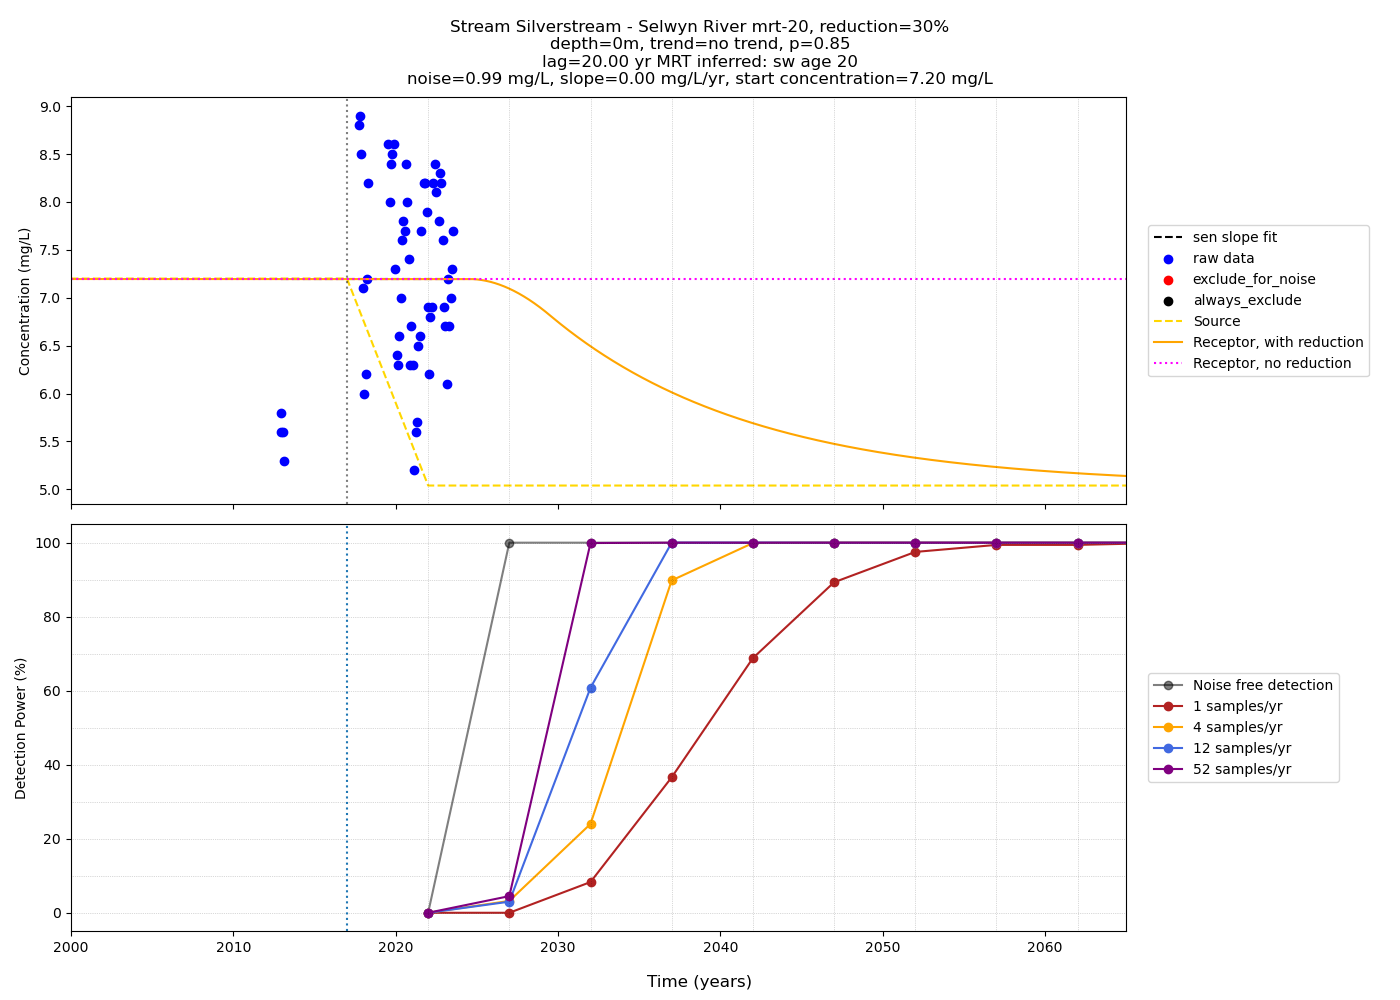 Stream Silverstream - Selwyn River mrt-20, reduction=30%
depth=0m, trend=no trend, p=0.85
lag=20.00 yr MRT inferred: sw age 20
noise=0.99 mg/L, slope=0.00 mg/L/yr, start concentration=7.20 mg/L
Concentration (mg/L)
9.0
8.5
8.0
7.5
7.0
6.5
6.0
5.5
5.0
sen slope fit
raw data
exclude_for_noise
always_exclude
Source
Receptor, with reduction
Receptor, no reduction
Detection Power (%)
100
80
60
40
20
0
Noise free detection
1 samples/yr
4 samples/yr
12 samples/yr
52 samples/yr
2000
2010
2020
2030
2040
2050
2060
Time (years)